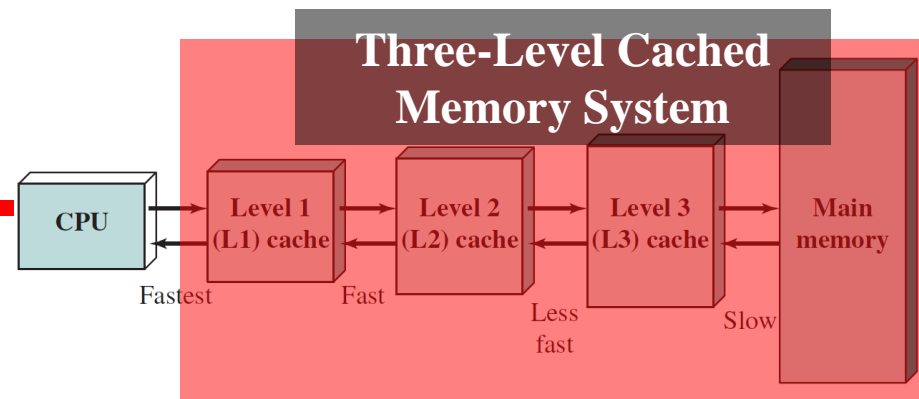 Three-Level Cached
Memory System
CPU
Level 1
(L1) cache
Level 2
(L2) cache
Level 3
(L3) cache
Main
memory
Fastest
Fast
Less
fast
Slow